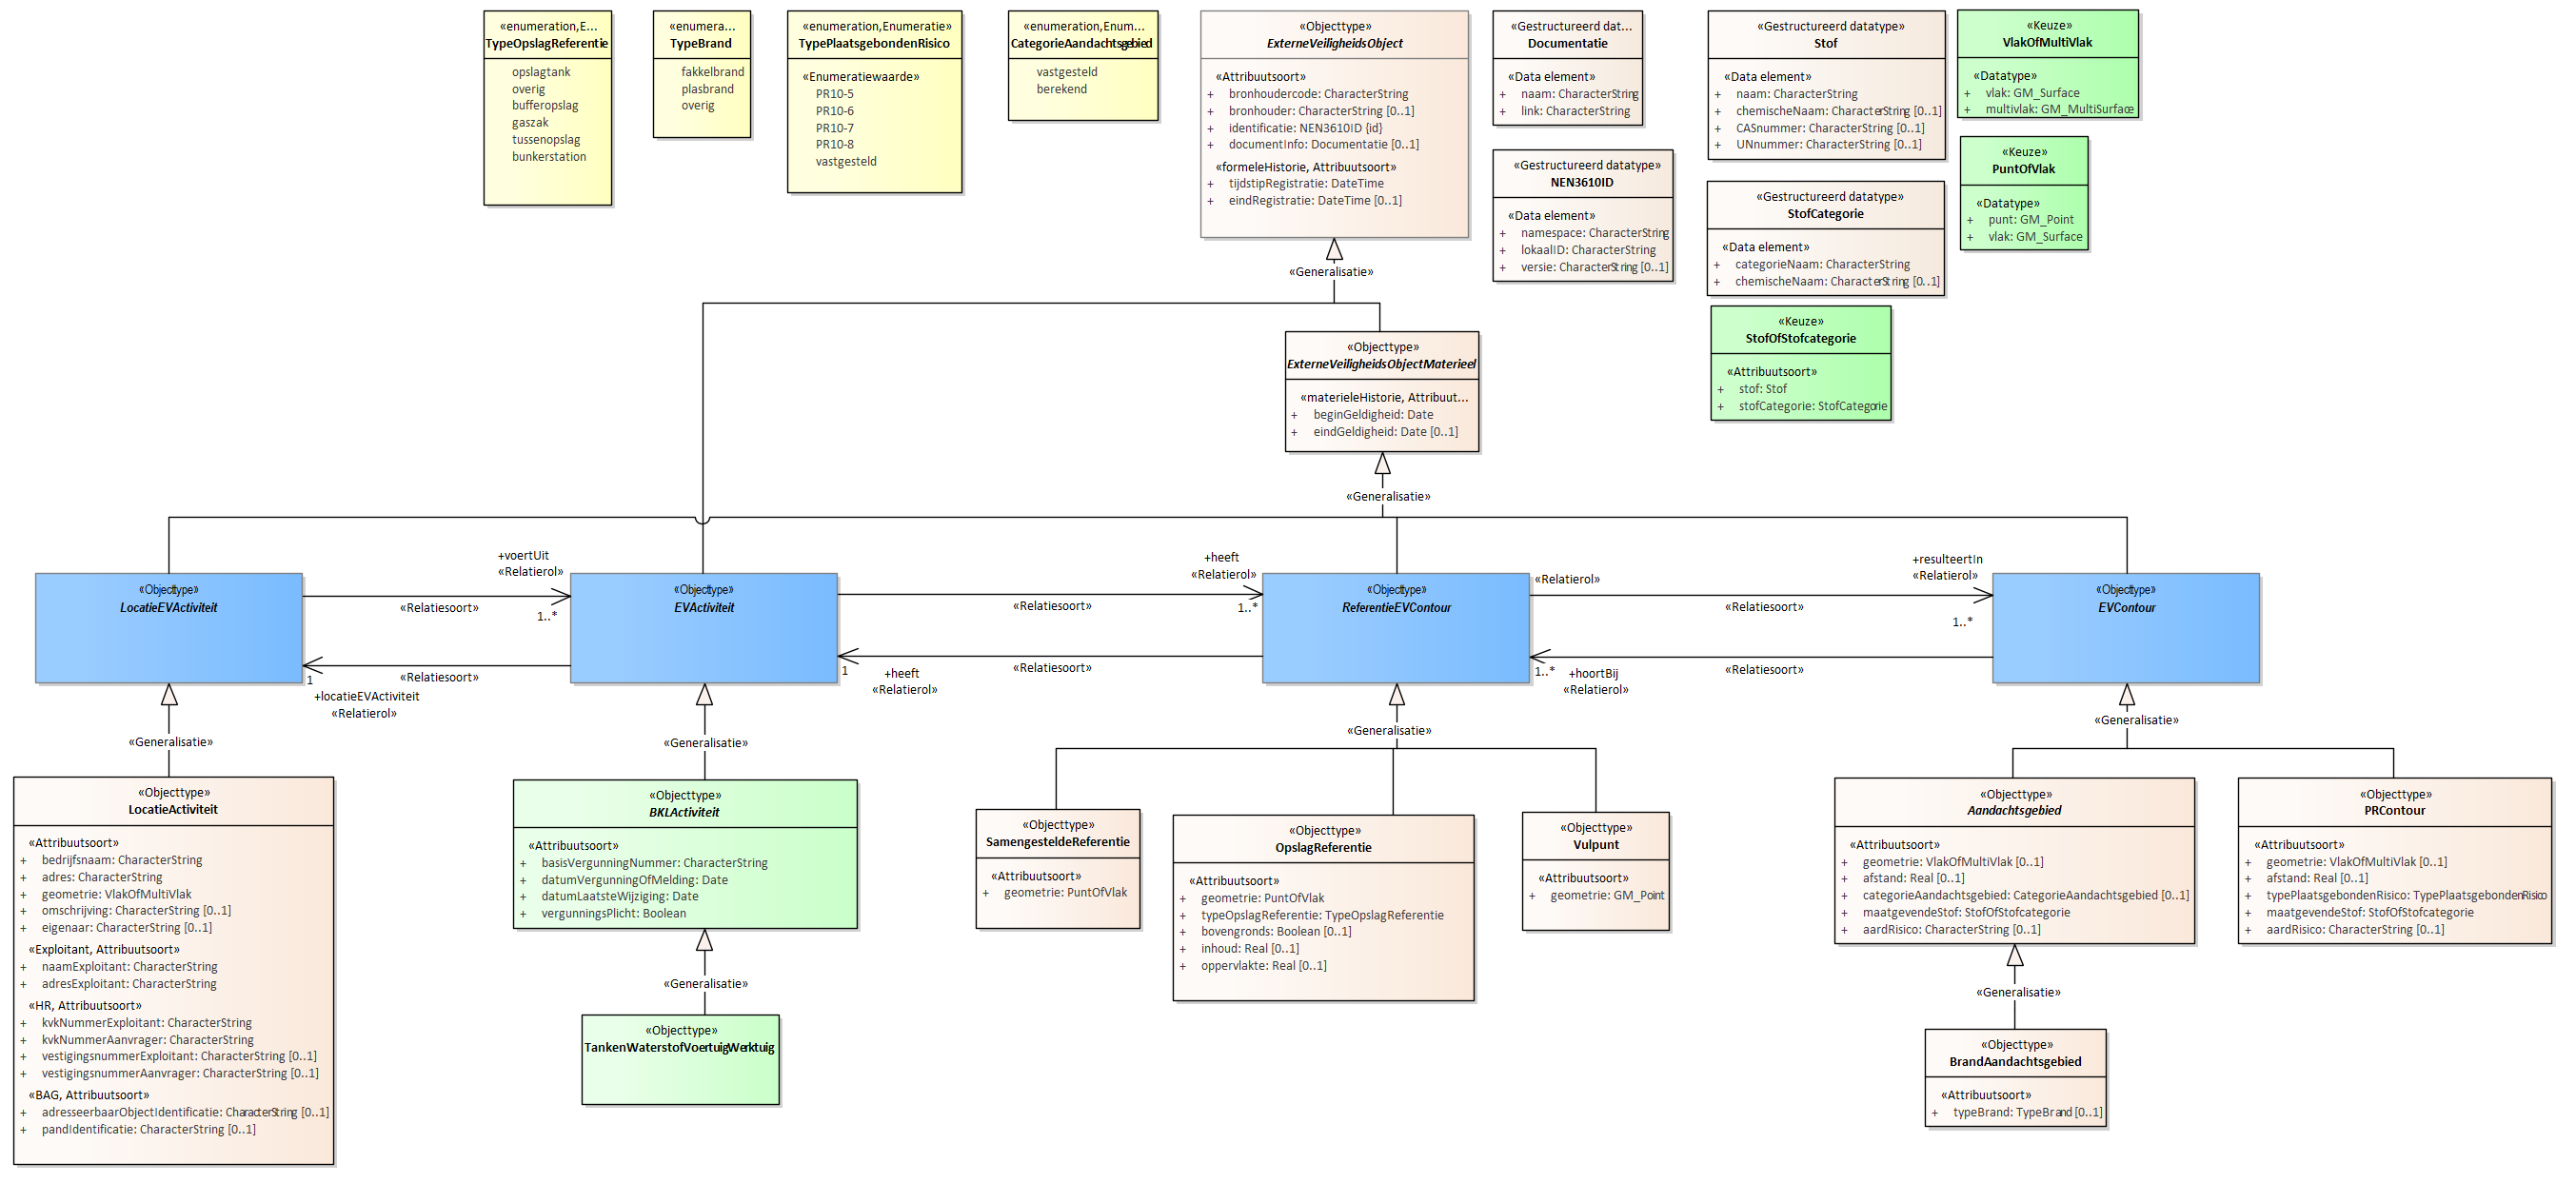 «enumeration,E...
TypeOpslagReferentie
opslagtank
overig
bufferopslag
gaszak
tussenopslag
bunkerstation
«enumera...
TypeBrand
fakkelbrand
plasbrand
overig
«enumeration,Enumeratie»
TypePlaatsgebondenRisico
«Enumeratiewaarde»
PR10-5
PR10-6
PR10-7
PR10-8
vastgesteld
«enumeration,Enum...
CategorieAandachtsgebied
vastgesteld
berekend
«Objecttype»
ExterneVeiligheidsObject
«Attribuutsoort»
+ bronhoudercode: CharacterString
+ bronhouder: CharacterString [0..1]
+ identificatie: NEN3610ID {id}
+ documentInfo: Documentatie [0..1]
«formeleHistorie, Attribuutsoort»
+ tijdstipRegistratie: DateTime
+ eindRegistratie: DateTime [0..1]
«Gestructureerd dat...
Documentatie
«Data element»
+ naam: CharacterString
+ link: CharacterString
«Gestructureerd datatype»
NEN3610ID
«Data element»
+ namespace: CharacterString
+ lokaalID: CharacterString
+ versie: CharacterString [0..1]
«Gestructureerd datatype»
Stof
«Data element»
+ naam: CharacterString
+ chemischeNaam: CharacterString [0..1]
+ CASnummer: CharacterString [0..1]
+ UNnummer: CharacterString [0..1]
«Gestructureerd datatype»
StofCategorie
«Data element»
+ categorieNaam: CharacterString
+ chemischeNaam: CharacterString [0..1]
«Keuze»
StofOfStofcategorie
«Attribuutsoort»
+ stof: Stof
+ stofCategorie: StofCategorie
«Keuze»
VlakOfMultiVlak
«Datatype»
+ vlak: GM_Surface
+ multivlak: GM_MultiSurface
«Keuze»
PuntOfVlak
«Datatype»
+ punt: GM_Point
+ vlak: GM_Surface
«Generalisatie»
«Objecttype»
ExterneVeiligheidsObjectMaterieel
«materieleHistorie, Attribuut...
+ beginGeldigheid: Date
+ eindGeldigheid: Date [0..1]
«Generalisatie»
«Objecttype»
LocatieEVActiviteit
+voertUit
«Relatierol»
«Relatiesoort»
1..*
«Relatiesoort»
1
+locatieEVActiviteit
«Relatierol»
«Objecttype»
EVActiviteit
+heeft
«Relatierol»
«Relatiesoort»
1..*
«Relatiesoort»
1
+heeft
«Relatierol»
«Objecttype»
ReferentieEVContour
«Relatierol»
+resulteertIn
«Relatierol»
«Relatiesoort»
1..*
«Relatiesoort»
1..*
+hoortBij
«Relatierol»
«Objecttype»
EVContour
«Generalisatie»
«Generalisatie»
«Generalisatie»
«Generalisatie»
«Objecttype»
LocatieActiviteit
«Attribuutsoort»
+ bedrijfsnaam: CharacterString
+ adres: CharacterString
+ geometrie: VlakOfMultiVlak
+ omschrijving: CharacterString [0..1]
+ eigenaar: CharacterString [0..1]
«Exploitant, Attribuutsoort»
+ naamExploitant: CharacterString
+ adresExploitant: CharacterString
«HR, Attribuutsoort»
+ kvkNummerExploitant: CharacterString
+ kvkNummerAanvrager: CharacterString
+ vestigingsnummerExploitant: CharacterString [0..1]
+ vestigingsnummerAanvrager: CharacterString [0..1]
«BAG, Attribuutsoort»
+ adresseerbaarObjectIdentificatie: CharacterString [0..1]
+ pandIdentificatie: CharacterString [0..1]
«Objecttype»
BKLActiviteit
«Attribuutsoort»
+ basisVergunningNummer: CharacterString
+ datumVergunningOfMelding: Date
+ datumLaatsteWijziging: Date
+ vergunningsPlicht: Boolean
«Generalisatie»
«Objecttype»
TankenWaterstofVoertuigWerktuig
«Objecttype»
SamengesteldeReferentie
«Attribuutsoort»
+ geometrie: PuntOfVlak
«Objecttype»
OpslagReferentie
«Attribuutsoort»
+ geometrie: PuntOfVlak
+ typeOpslagReferentie: TypeOpslagReferentie
+ bovengronds: Boolean [0..1]
+ inhoud: Real [0..1]
+ oppervlakte: Real [0..1]
«Objecttype»
Vulpunt
«Attribuutsoort»
+ geometrie: GM_Point
«Objecttype»
Aandachtsgebied
«Attribuutsoort»
+ geometrie: VlakOfMultiVlak [0..1]
+ afstand: Real [0..1]
+ categorieAandachtsgebied: CategorieAandachtsgebied [0..1]
+ maatgevendeStof: StofOfStofcategorie
+ aardRisico: CharacterString [0..1]
«Objecttype»
PRContour
«Attribuutsoort»
+ geometrie: VlakOfMultiVlak [0..1]
+ afstand: Real [0..1]
+ typePlaatsgebondenRisico: TypePlaatsgebondenRisico
+ maatgevendeStof: StofOfStofcategorie
+ aardRisico: CharacterString [0..1]
«Generalisatie»
«Objecttype»
BrandAandachtsgebied
«Attribuutsoort»
+ typeBrand: TypeBrand [0..1]